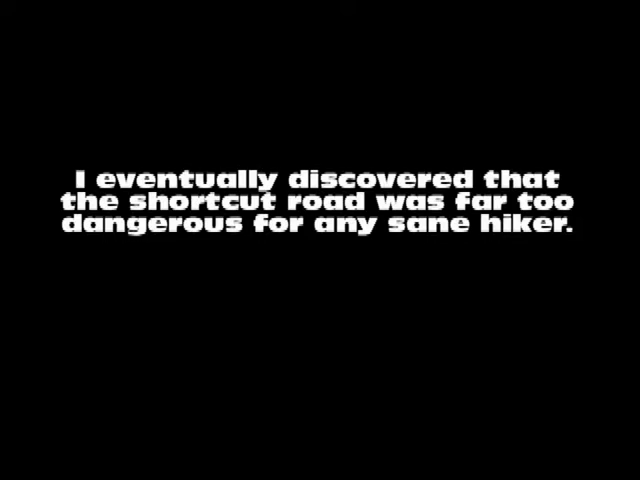 I eventually discovered that
the shortcut road was far too
dangerous for any sane hiker.